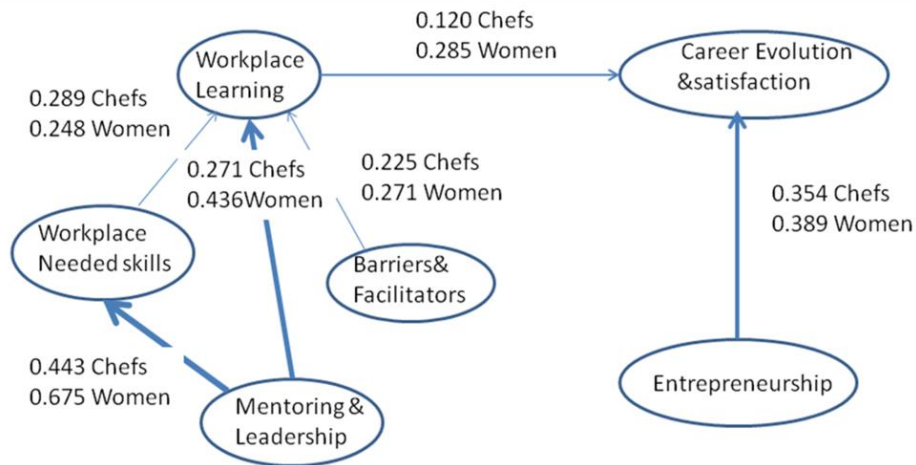 0.120 Chefs
0.285 Women
Workplace
Learning
Career Evolution
&satisfaction
0.289 Chefs
0.248 Women
0.271 Chefs
0.436Women
0.225 Chefs
0.271 Women
0.354 Chefs
0.389 Women
Workplace
Needed skills
Barriers&
Facilitators
0.443 Chefs
0.675 Women
Mentoring &
Leadership
Entrepreneurship